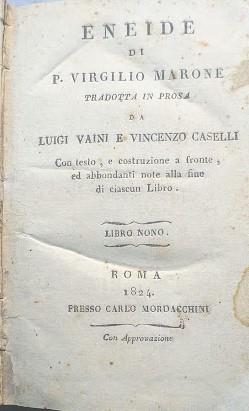 ENEIDE
DI
P. VIRGILIO MARONE
TRADOTTA IN PROSA
DA
LUIGI VAINI E VINCENZO CASELLI
Con testo, e costruzione a fronte,
ed abbondanti note alla fine
di ciascun Libro.
LIBRO NONO.
ROMA
1824.
PRESSO CARLO MORDACCHINI
Con Approvazione